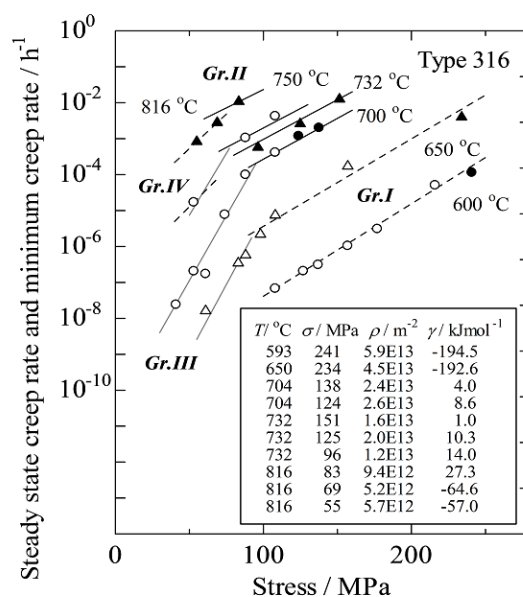 Steady state creep rate and minimum creep rate / h⁻¹
10⁰
10⁻²
10⁻⁴
10⁻⁶
10⁻⁸
10⁻¹⁰
Type 316
Gr.II
750 °C
732 °C
816 °C
700 °C
Gr.IV
650 °C
Gr.I
600 °C
Gr.III
T/ °C σ / MPa ρ / m⁻² γ / kJmol⁻¹
593 241 5.9E13 -194.5
650 234 4.5E13 -192.6
704 138 2.4E13 4.0
704 124 2.6E13 8.6
732 151 1.6E13 1.0
732 125 2.0E13 10.3
732 96 1.2E13 14.0
816 83 9.4E12 27.3
816 69 5.2E12 -64.6
816 55 5.7E12 -57.0
0 100 200
Stress / MPa